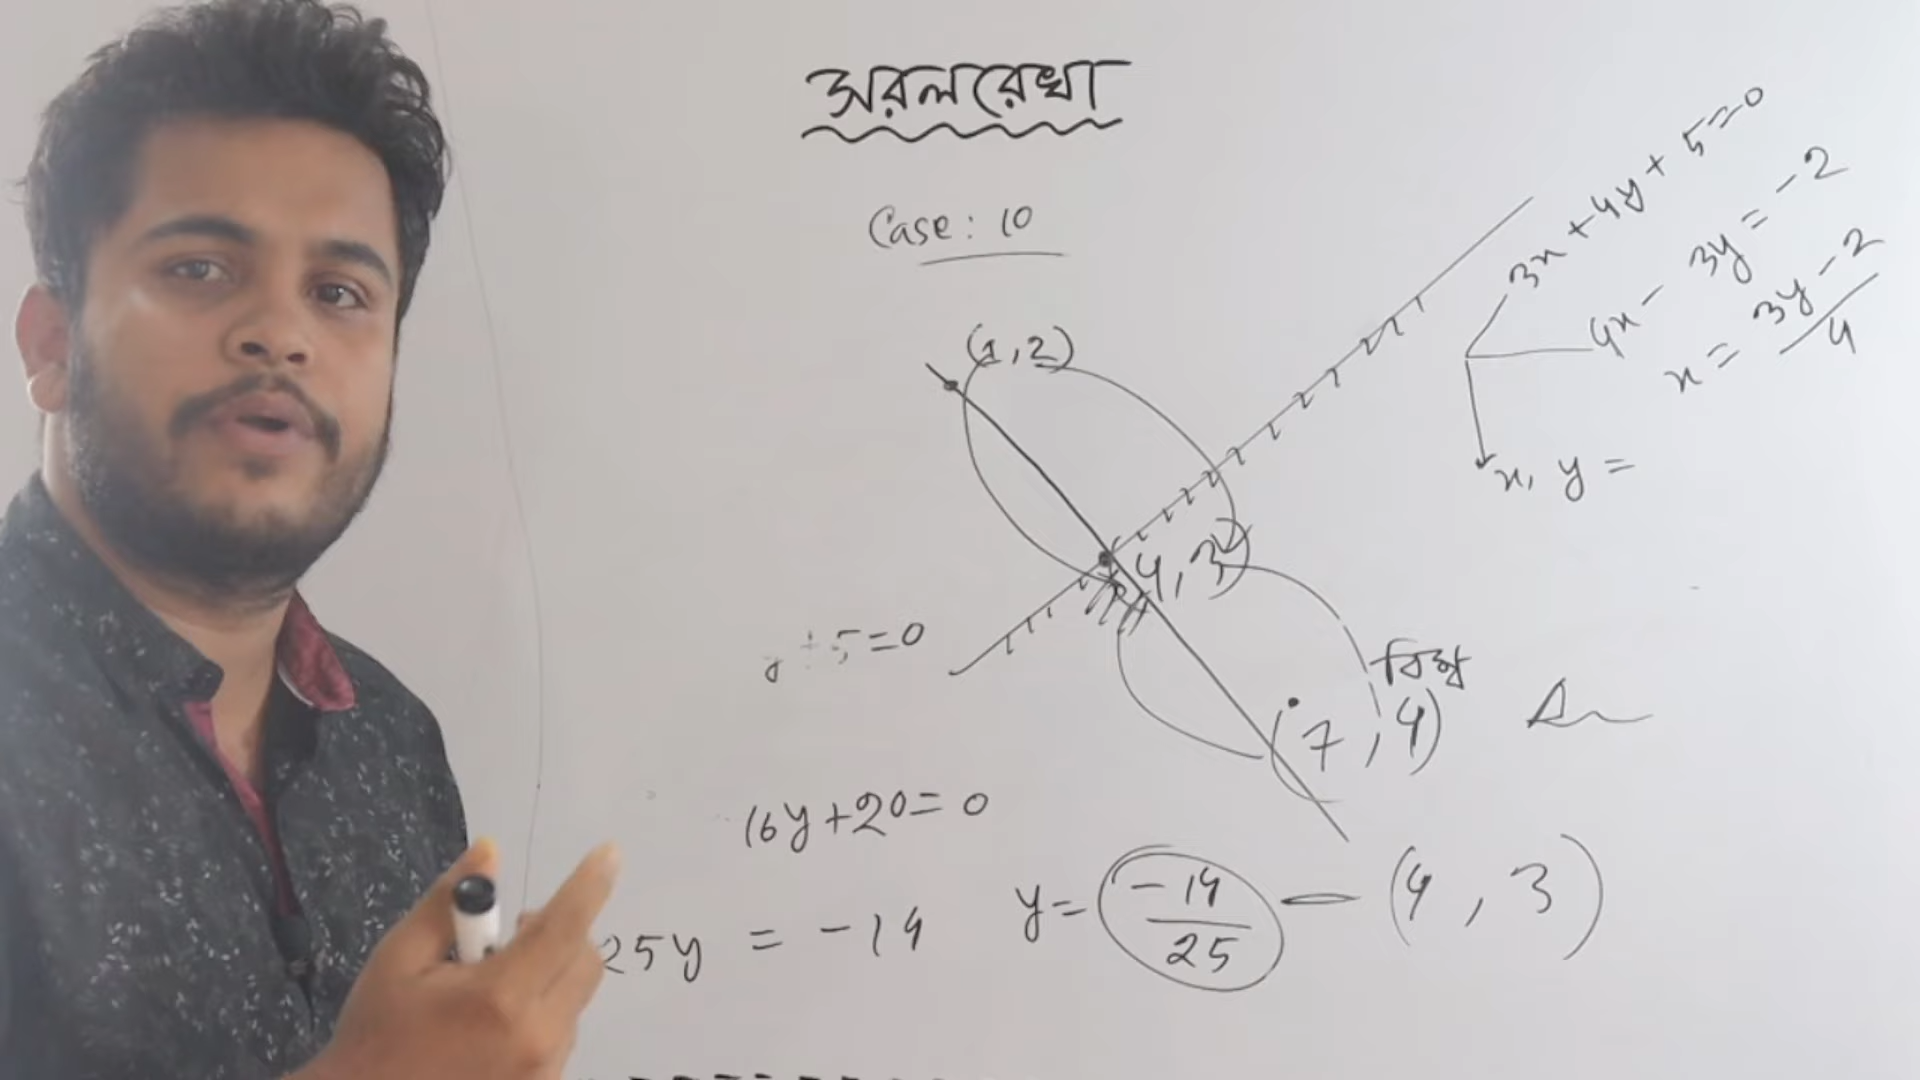 সরলরেখা
Case: 10
3x + 4y + 5 = 0
4x - 3y = -2
x = 3y - 2 / 4
x, y =
(1, 2)
(4, 3)
+ 5 = 0
বিম্ব
(7, 4)
16y + 20 = 0
25y = -14
y = -14/25 — (4, 3)